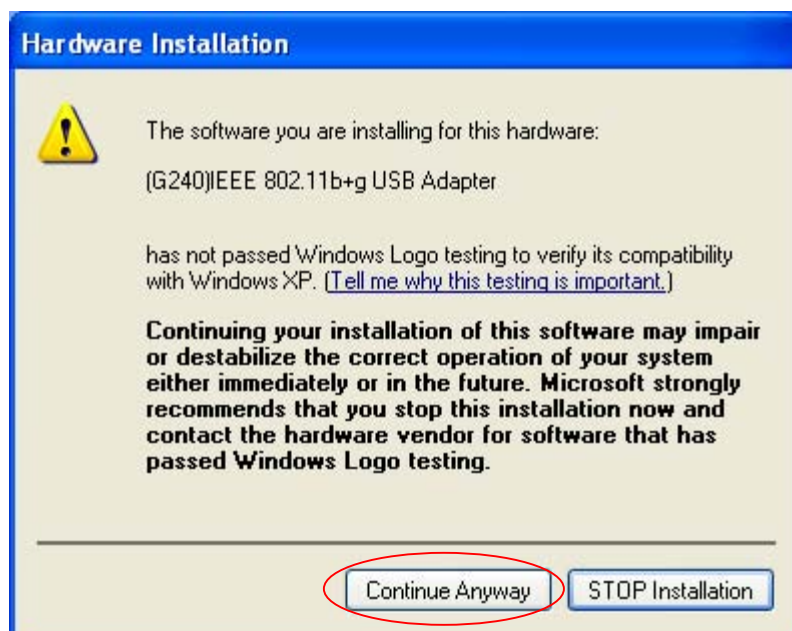 Hardware Installation
The software you are installing for this hardware:
(G240)IEEE 802.11b+g USB Adapter
has not passed Windows Logo testing to verify its compatibility
with Windows XP. (Tell me why this testing is important.)
Continuing your installation of this software may impair
or destabilize the correct operation of your system
either immediately or in the future. Microsoft strongly
recommends that you stop this installation now and
contact the hardware vendor for software that has
passed Windows Logo testing.
Continue Anyway
STOP Installation